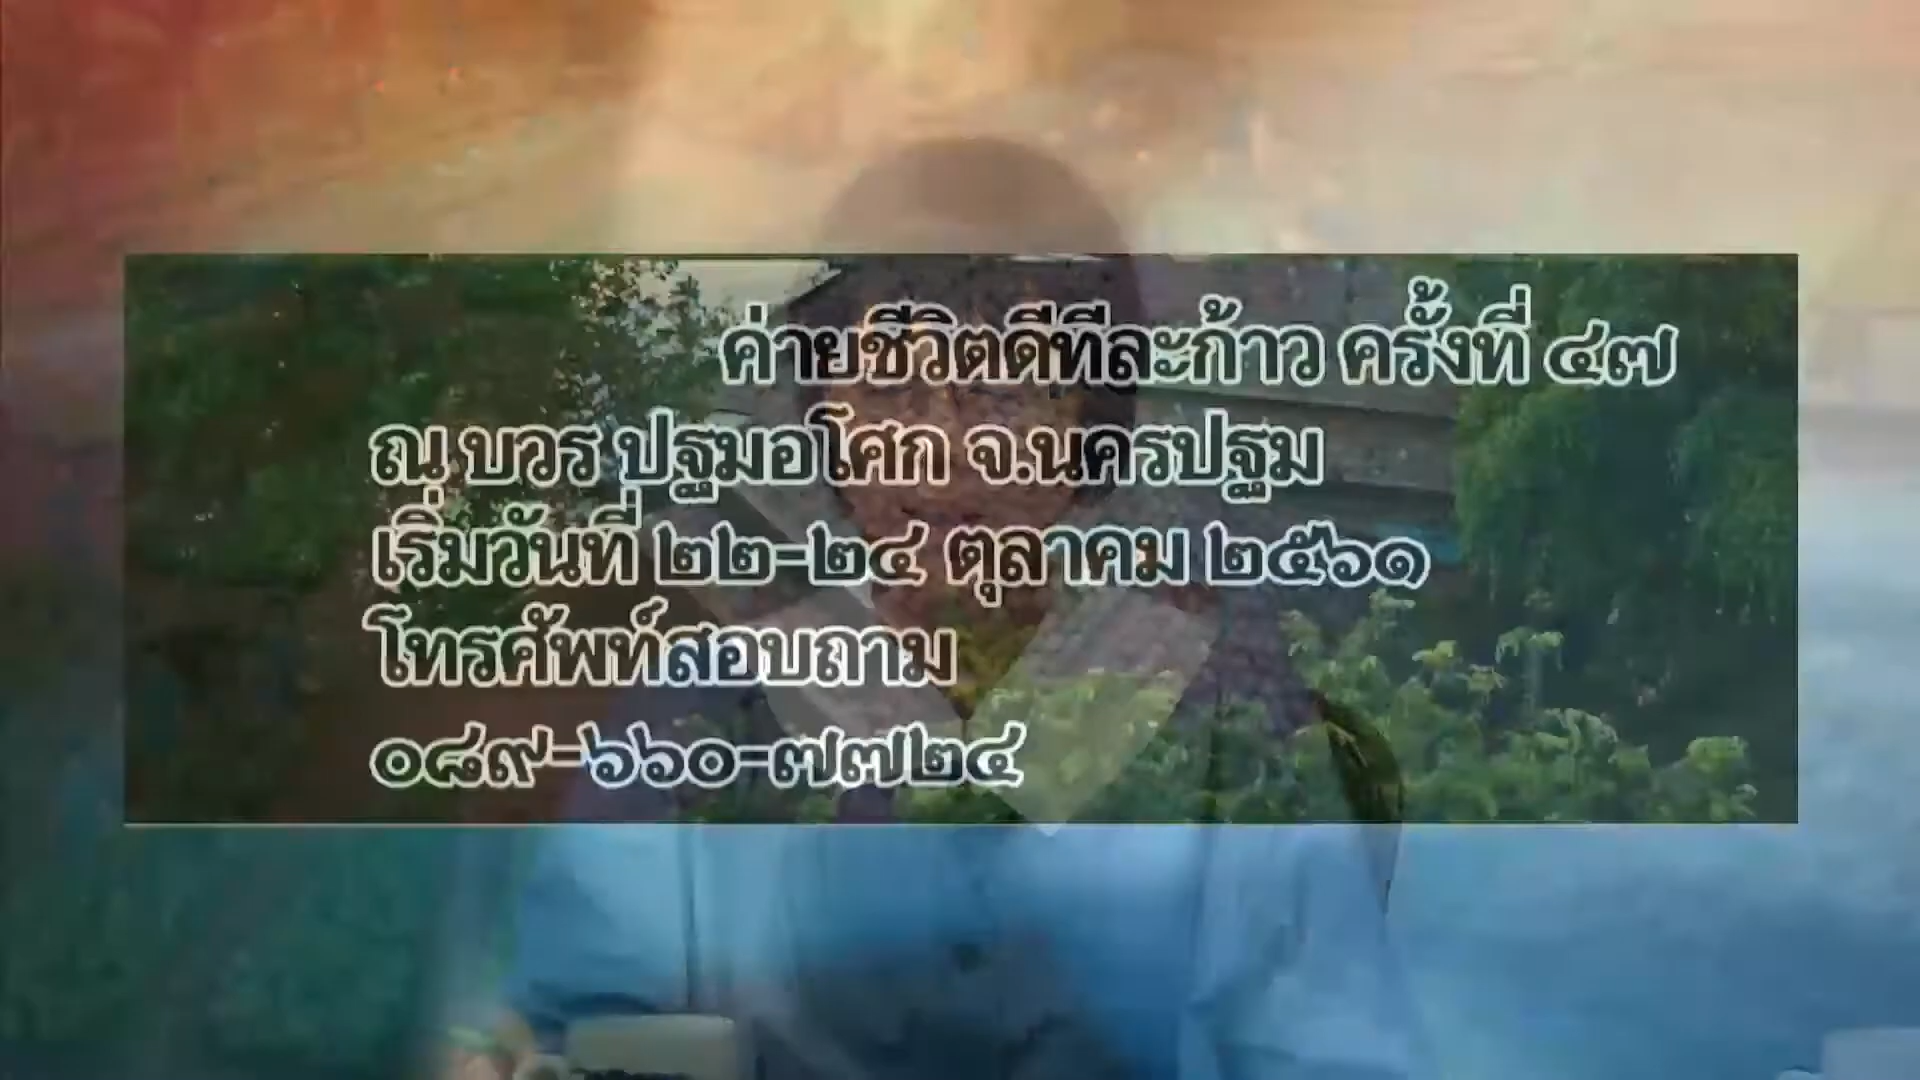 ค่ายชีวิตดีทีละก้าว ครั้งที่ ๔๗
ณ บวร ปฐมอโศก จ.นครปฐม
เริ่มวันที่ ๒๒-๒๔ ตุลาคม ๒๕๖๑
โทรศัพท์สอบถาม
๐๘๙-๖๖๐-๗๗๒๔